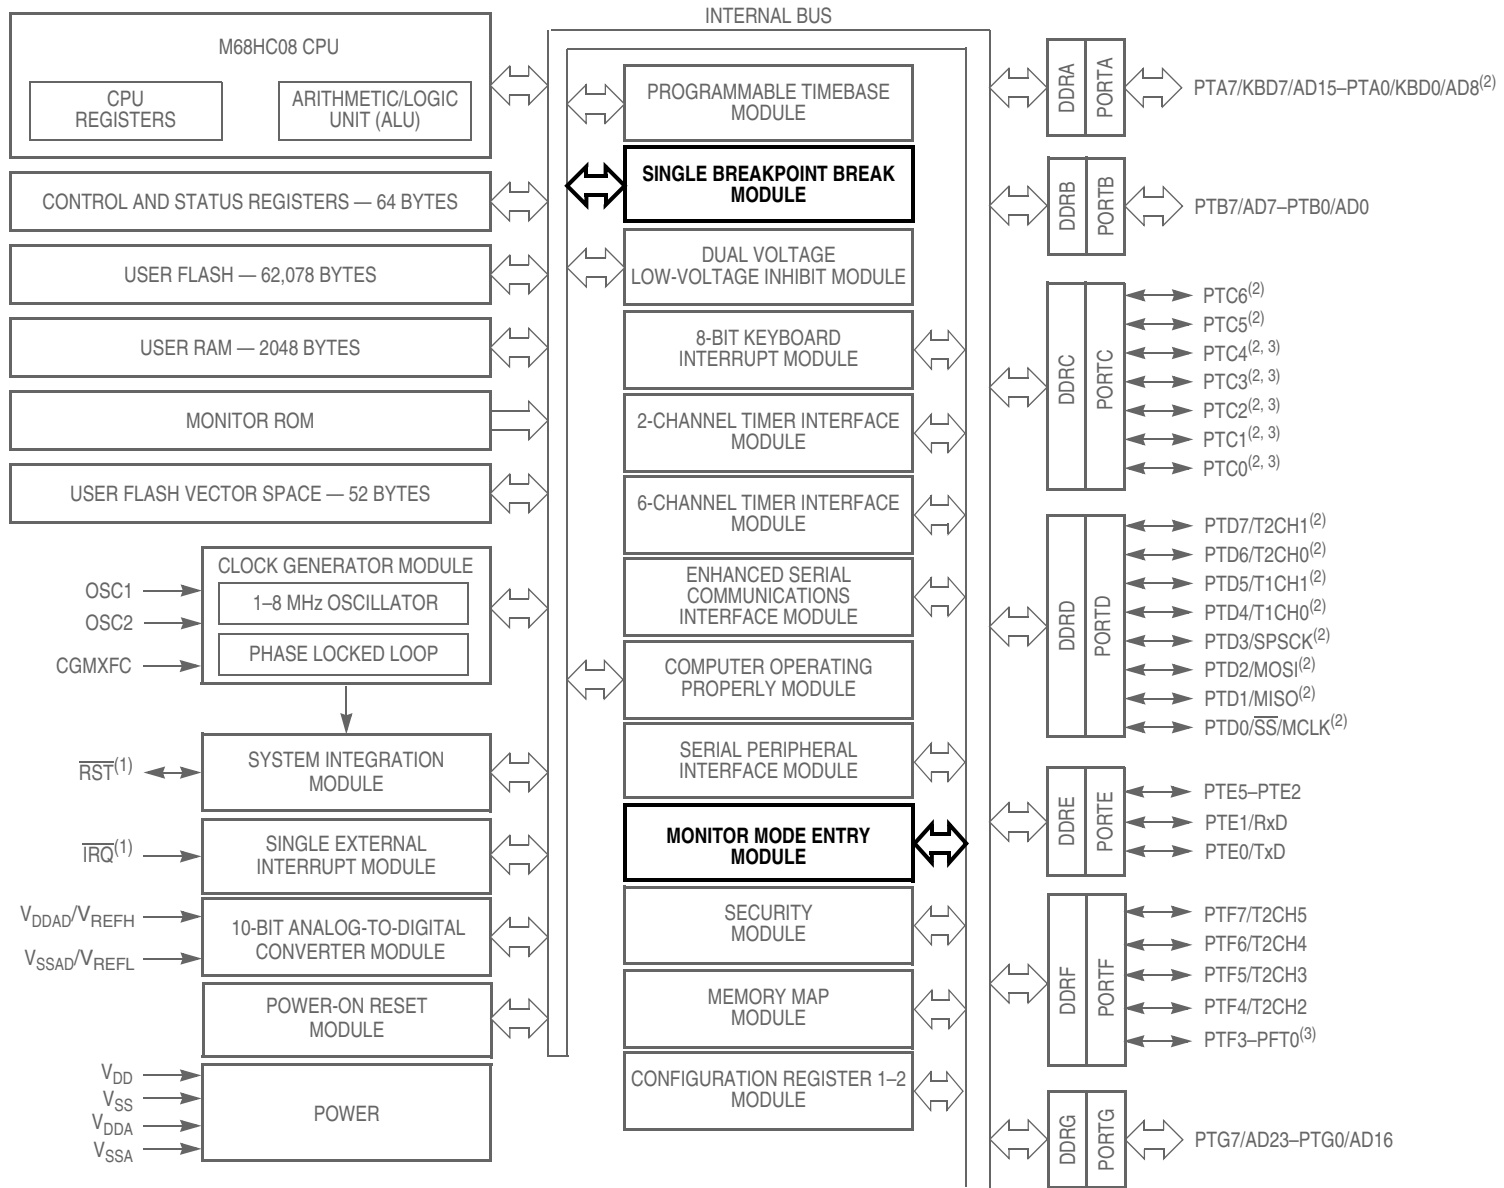 INTERNAL BUS
M68HC08 CPU
CPU
REGISTERS
ARITHMETIC/LOGIC
UNIT (ALU)
CONTROL AND STATUS REGISTERS — 64 BYTES
USER FLASH — 62,078 BYTES
USER RAM — 2048 BYTES
MONITOR ROM
USER FLASH VECTOR SPACE — 52 BYTES
CLOCK GENERATOR MODULE
1–8 MHz OSCILLATOR
PHASE LOCKED LOOP
OSC1
OSC2
CGMXFC
SYSTEM INTEGRATION
MODULE
RST(1)
SINGLE EXTERNAL
INTERRUPT MODULE
IRQ(1)
10-BIT ANALOG-TO-DIGITAL
CONVERTER MODULE
VDDAD/VREFH
VSSAD/VREFL
POWER-ON RESET
MODULE
POWER
VDD
VSS
VDDA
VSSA
PROGRAMMABLE TIMEBASE
MODULE
SINGLE BREAKPOINT BREAK
MODULE
DUAL VOLTAGE
LOW-VOLTAGE INHIBIT MODULE
8-BIT KEYBOARD
INTERRUPT MODULE
2-CHANNEL TIMER INTERFACE
MODULE
6-CHANNEL TIMER INTERFACE
MODULE
ENHANCED SERIAL
COMMUNICATIONS
INTERFACE MODULE
COMPUTER OPERATING
PROPERLY MODULE
SERIAL PERIPHERAL
INTERFACE MODULE
MONITOR MODE ENTRY
MODULE
SECURITY
MODULE
MEMORY MAP
MODULE
CONFIGURATION REGISTER 1–2
MODULE
DDRA
PORTA
PTA7/KBD7/AD15–PTA0/KBD0/AD8(2)
DDRB
PORTB
PTB7/AD7–PTB0/AD0
DDRC
PORTC
PTC6(2)
PTC5(2)
PTC4(2, 3)
PTC3(2, 3)
PTC2(2, 3)
PTC1(2, 3)
PTC0(2, 3)
DDRD
PORTD
PTD7/T2CH1(2)
PTD6/T2CH0(2)
PTD5/T1CH1(2)
PTD4/T1CH0(2)
PTD3/SPSCK(2)
PTD2/MOSI(2)
PTD1/MISO(2)
PTD0/SS/MCLK(2)
DDRE
PORTE
PTE5–PTE2
PTE1/RxD
PTE0/TxD
DDRF
PORTF
PTF7/T2CH5
PTF6/T2CH4
PTF5/T2CH3
PTF4/T2CH2
PTF3–PFT0(3)
DDRG
PORTG
PTG7/AD23–PTG0/AD16